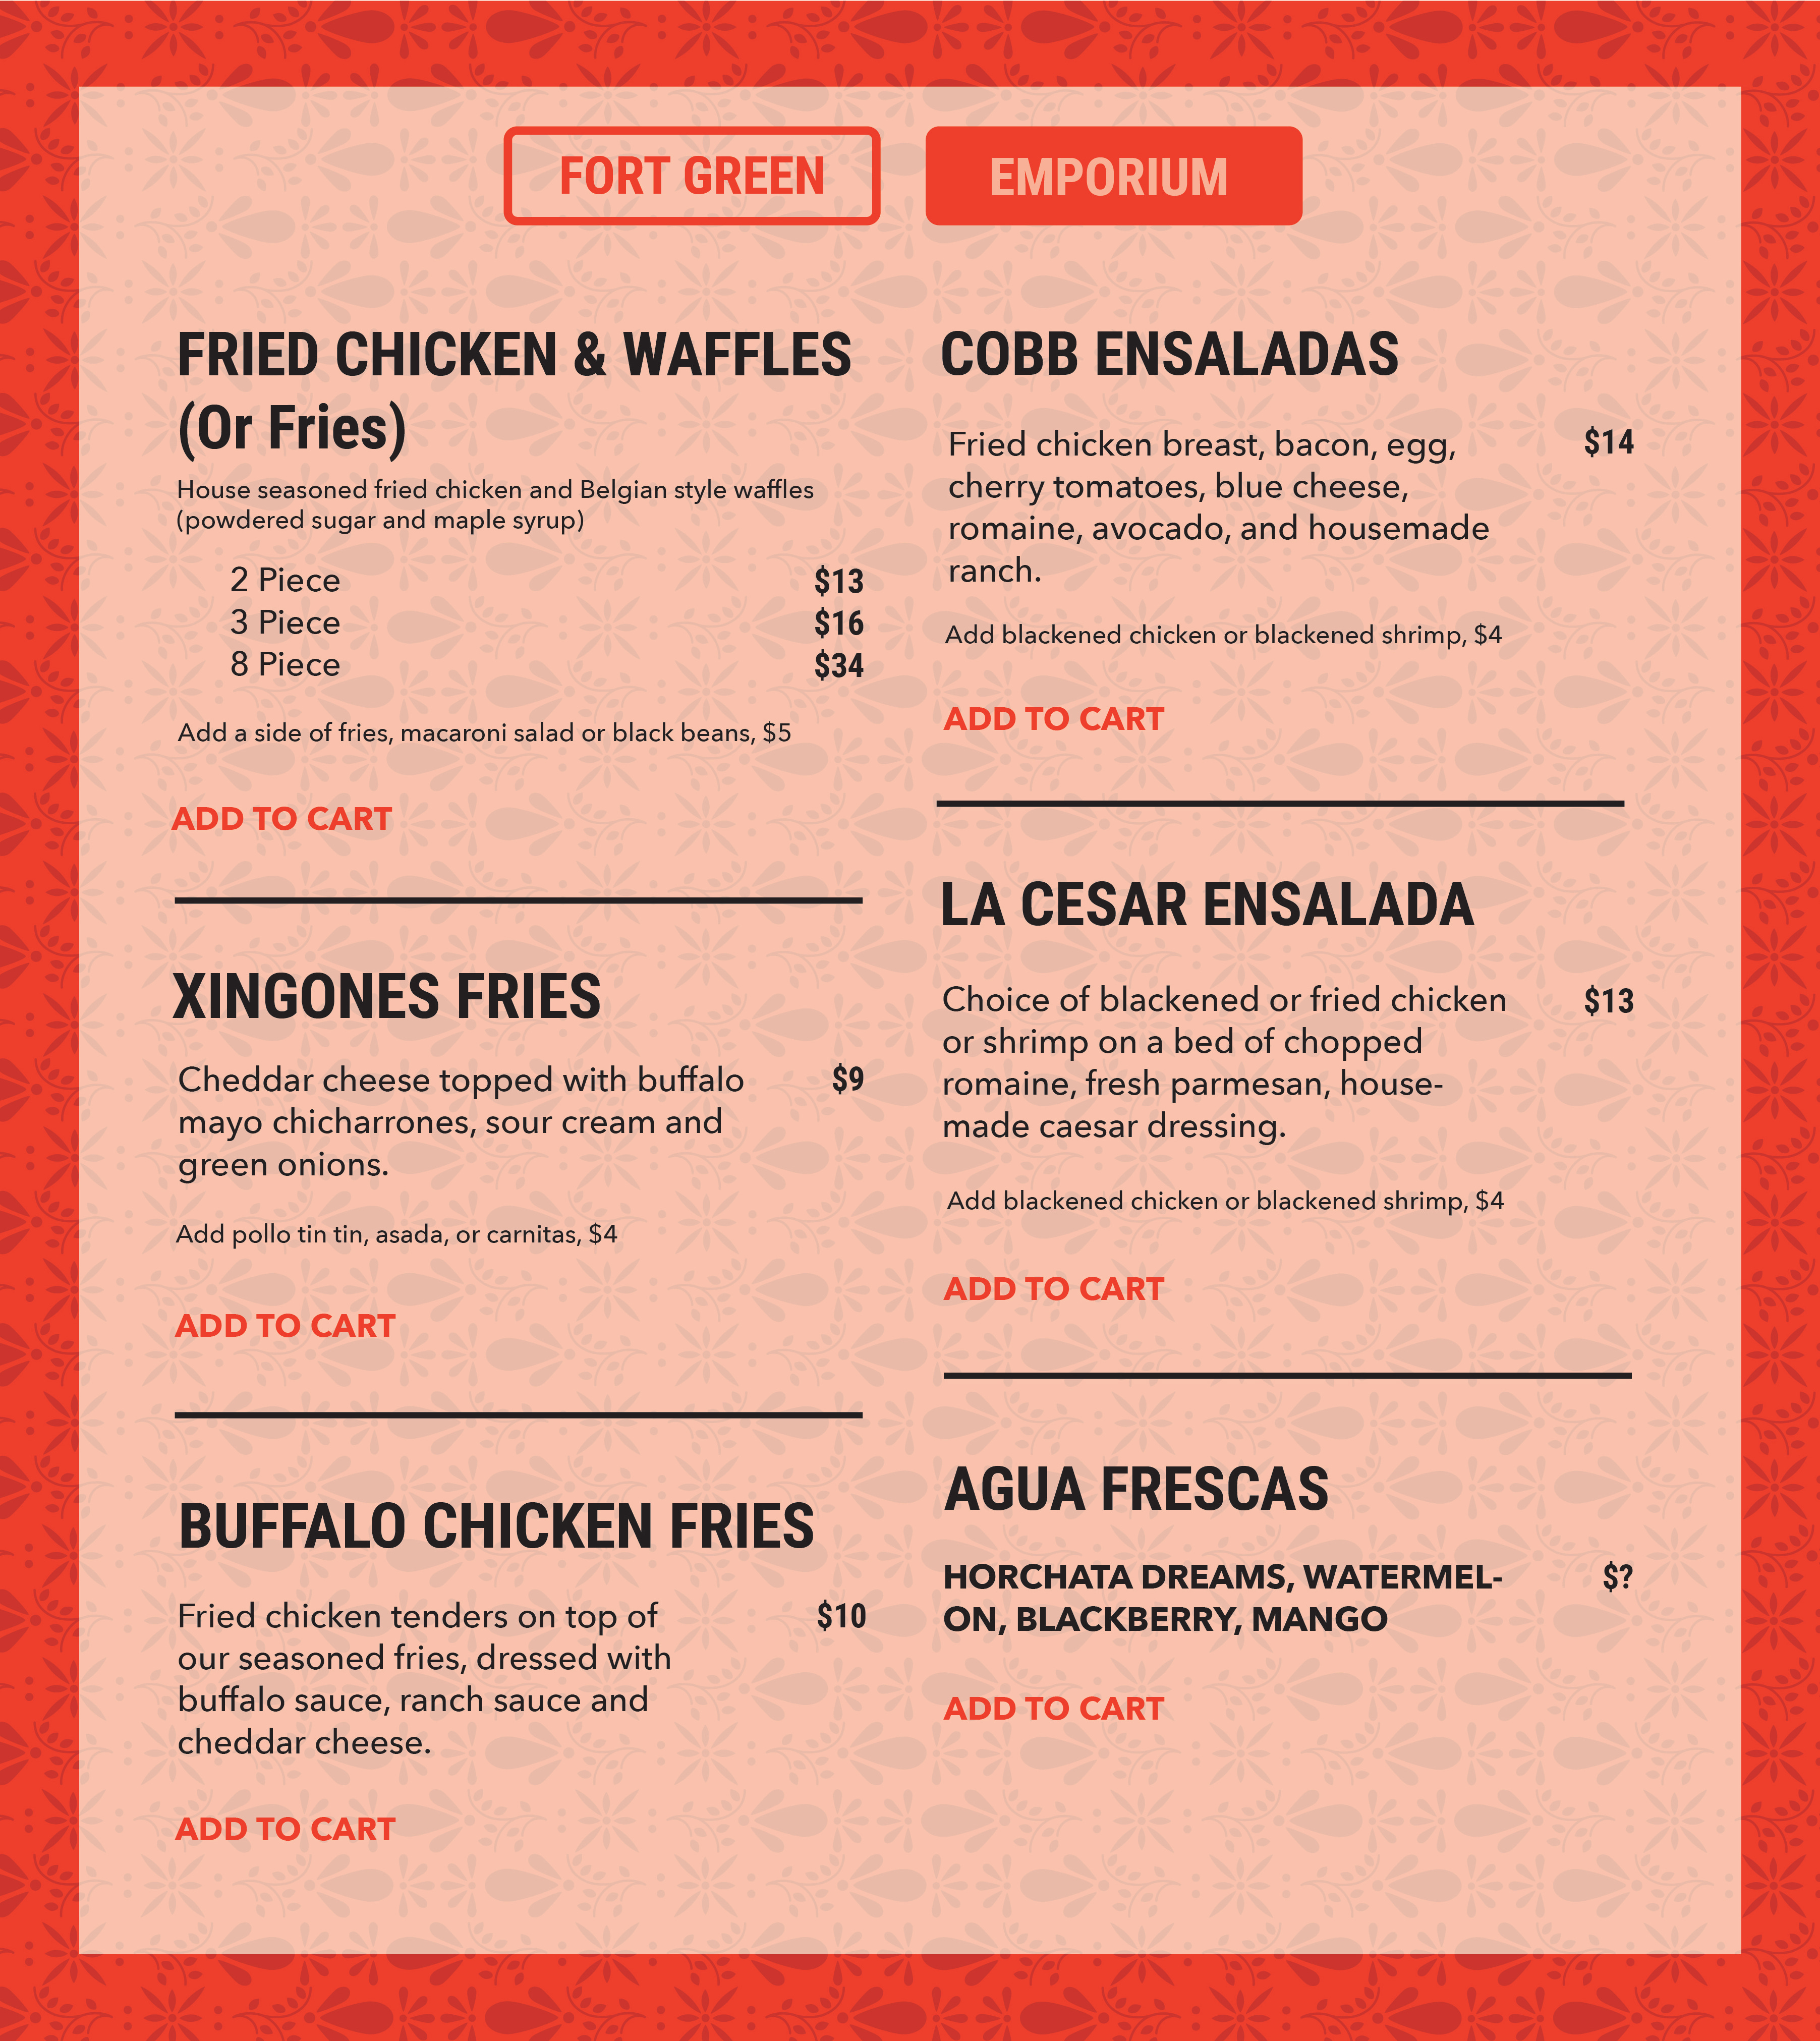 FORT GREEN
EMPORIUM
FRIED CHICKEN & WAFFLES
(Or Fries)
House seasoned fried chicken and Belgian style waffles
(powdered sugar and maple syrup)
2 Piece $13
3 Piece $16
8 Piece $34
Add a side of fries, macaroni salad or black beans, $5
ADD TO CART
XINGONES FRIES
Cheddar cheese topped with buffalo $9
mayo chicharrones, sour cream and
green onions.
Add pollo tin tin, asada, or carnitas, $4
ADD TO CART
BUFFALO CHICKEN FRIES
Fried chicken tenders on top of $10
our seasoned fries, dressed with
buffalo sauce, ranch sauce and
cheddar cheese.
ADD TO CART
COBB ENSALADAS
Fried chicken breast, bacon, egg, $14
cherry tomatoes, blue cheese,
romaine, avocado, and housemade
ranch.
Add blackened chicken or blackened shrimp, $4
ADD TO CART
LA CESAR ENSALADA
Choice of blackened or fried chicken $13
or shrimp on a bed of chopped
romaine, fresh parmesan, house-
made caesar dressing.
Add blackened chicken or blackened shrimp, $4
ADD TO CART
AGUA FRESCAS
HORCHATA DREAMS, WATERMEL- $?
ON, BLACKBERRY, MANGO
ADD TO CART